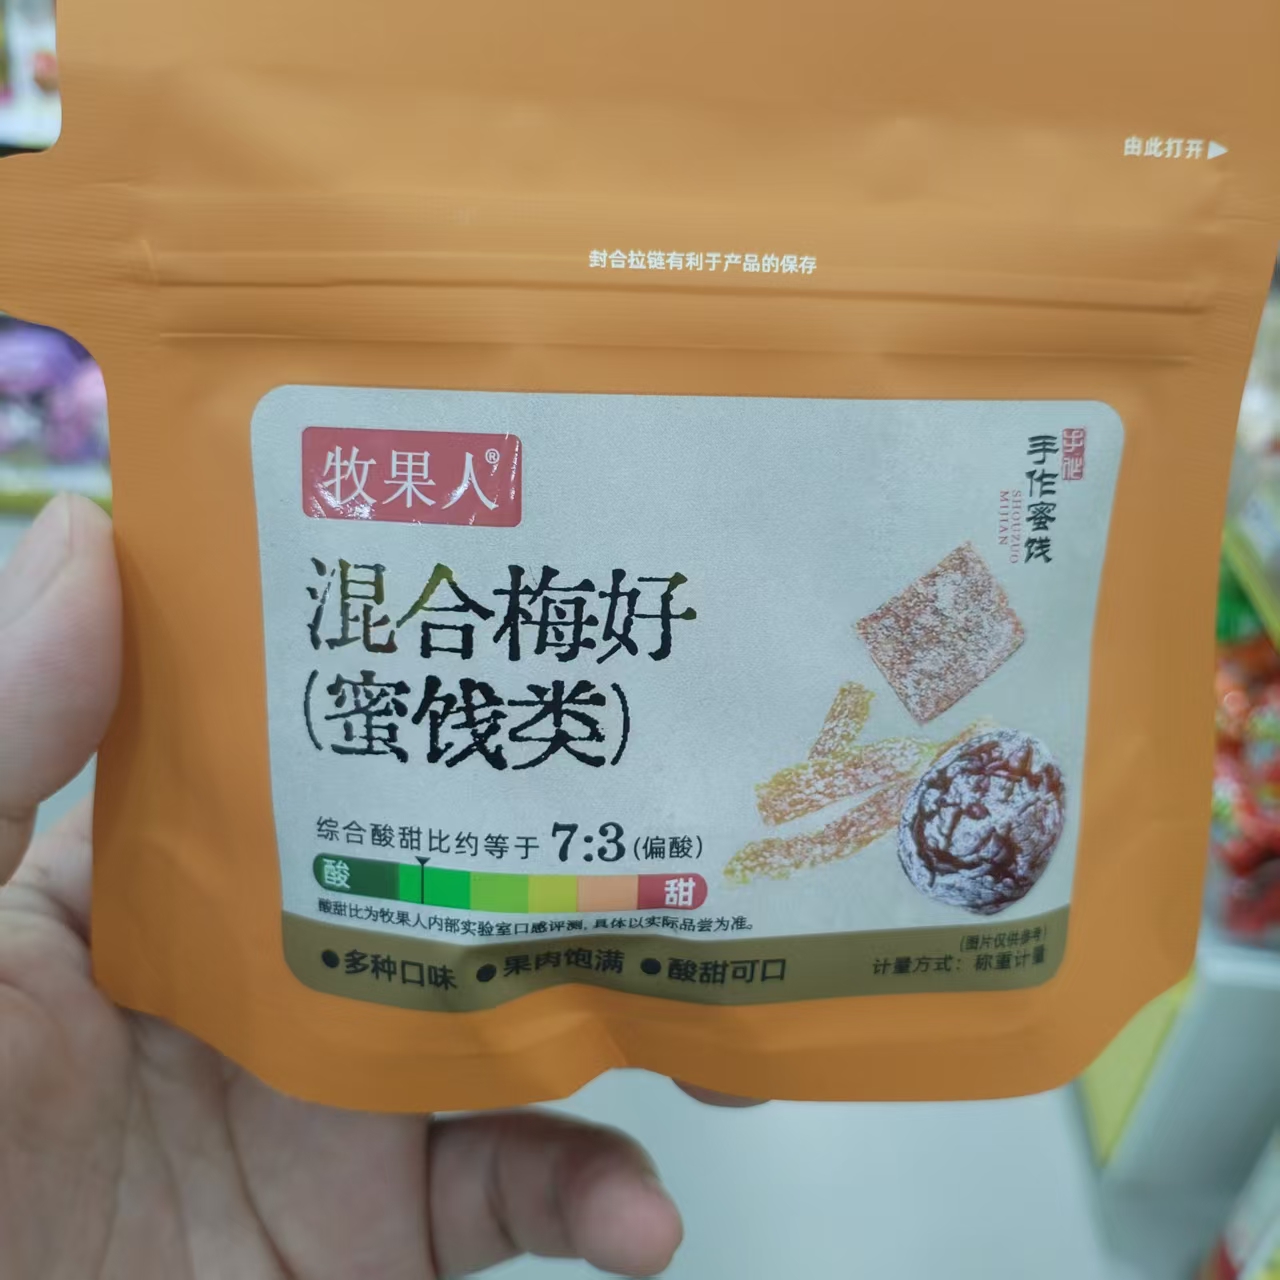 由此打开▶
封合拉链有利于产品的保存
牧果人®
手作
手作蜜饯
SHOUZUO
MIJIAN
混合梅好
(蜜饯类)
综合酸甜比约等于 7:3 (偏酸)
酸 甜
酸甜比为牧果人内部实验室口感评测,具体以实际品尝为准。
●多种口味 ●果肉饱满 ●酸甜可口
(图片仅供参考)
计量方式：称重计量